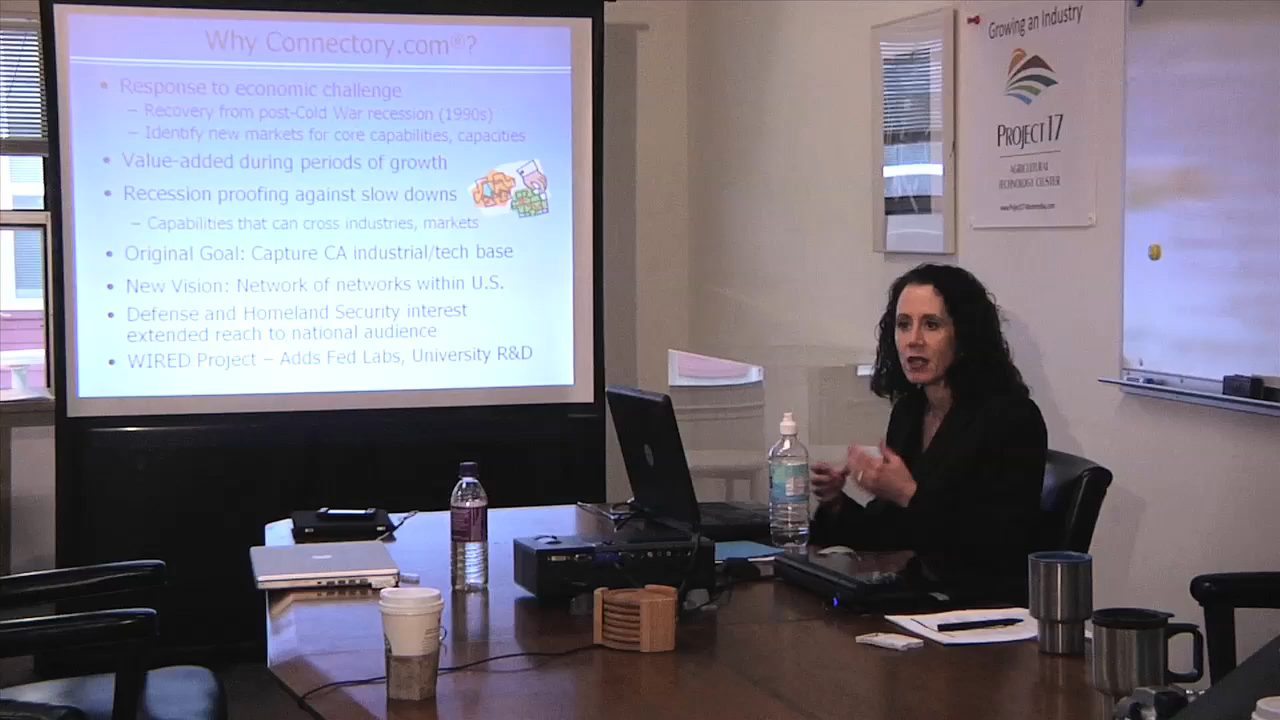 Why Connectory.com®?
• Response to economic challenge
– Recovery from post-Cold War recession (1990s)
– Identify new markets for core capabilities, capacities
• Value-added during periods of growth
• Recession proofing against slow downs
– Capabilities that can cross industries, markets
• Original Goal: Capture CA industrial/tech base
• New Vision: Network of networks within U.S.
• Defense and Homeland Security interest
extended reach to national audience
• WIRED Project – Adds Fed Labs, University R&D
Growing an Industry
PROJECT 17
AGRICULTURAL
TECHNOLOGY CLUSTER